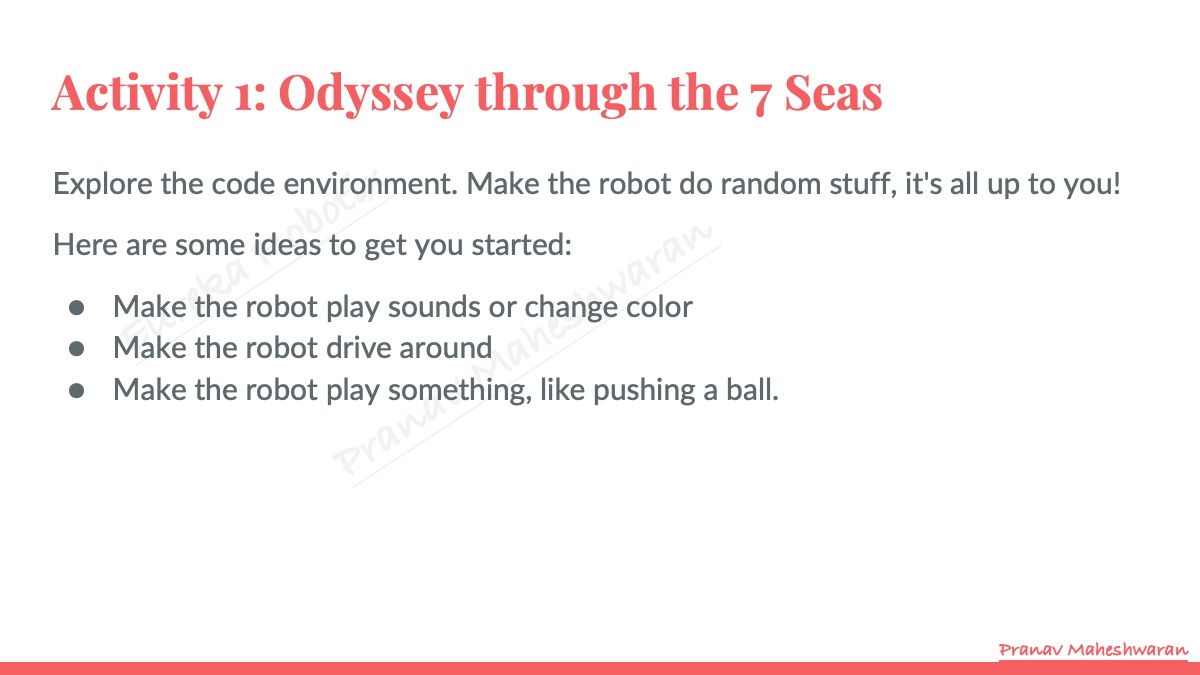 Activity 1: Odyssey through the 7 Seas
Explore the code environment. Make the robot do random stuff, it's all up to you!
Here are some ideas to get you started:
● Make the robot play sounds or change color
● Make the robot drive around
● Make the robot play something, like pushing a ball.
Eureka Robotix
Pranav Maheshwaran
Pranav Maheshwaran